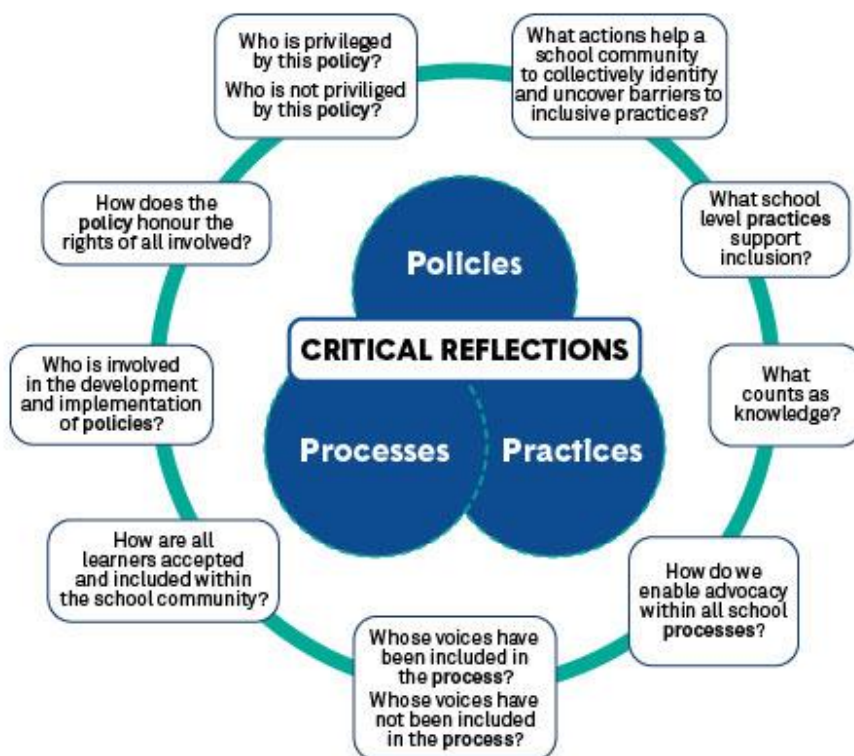 Who is privileged
by this policy?
Who is not priviliged
by this policy?
What actions help a
school community
to collectively identify
and uncover barriers to
inclusive practices?
What school
level practices
support
inclusion?
What
counts as
knowledge?
How do we
enable advocacy
within all school
processes?
Whose voices have
been included in
the process?
Whose voices have
not been included
in the process?
How are all
learners accepted
and included within
the school community?
Who is involved
in the development
and implementation
of policies?
How does the
policy honour the
rights of all involved?
Policies
CRITICAL REFLECTIONS
Processes
Practices